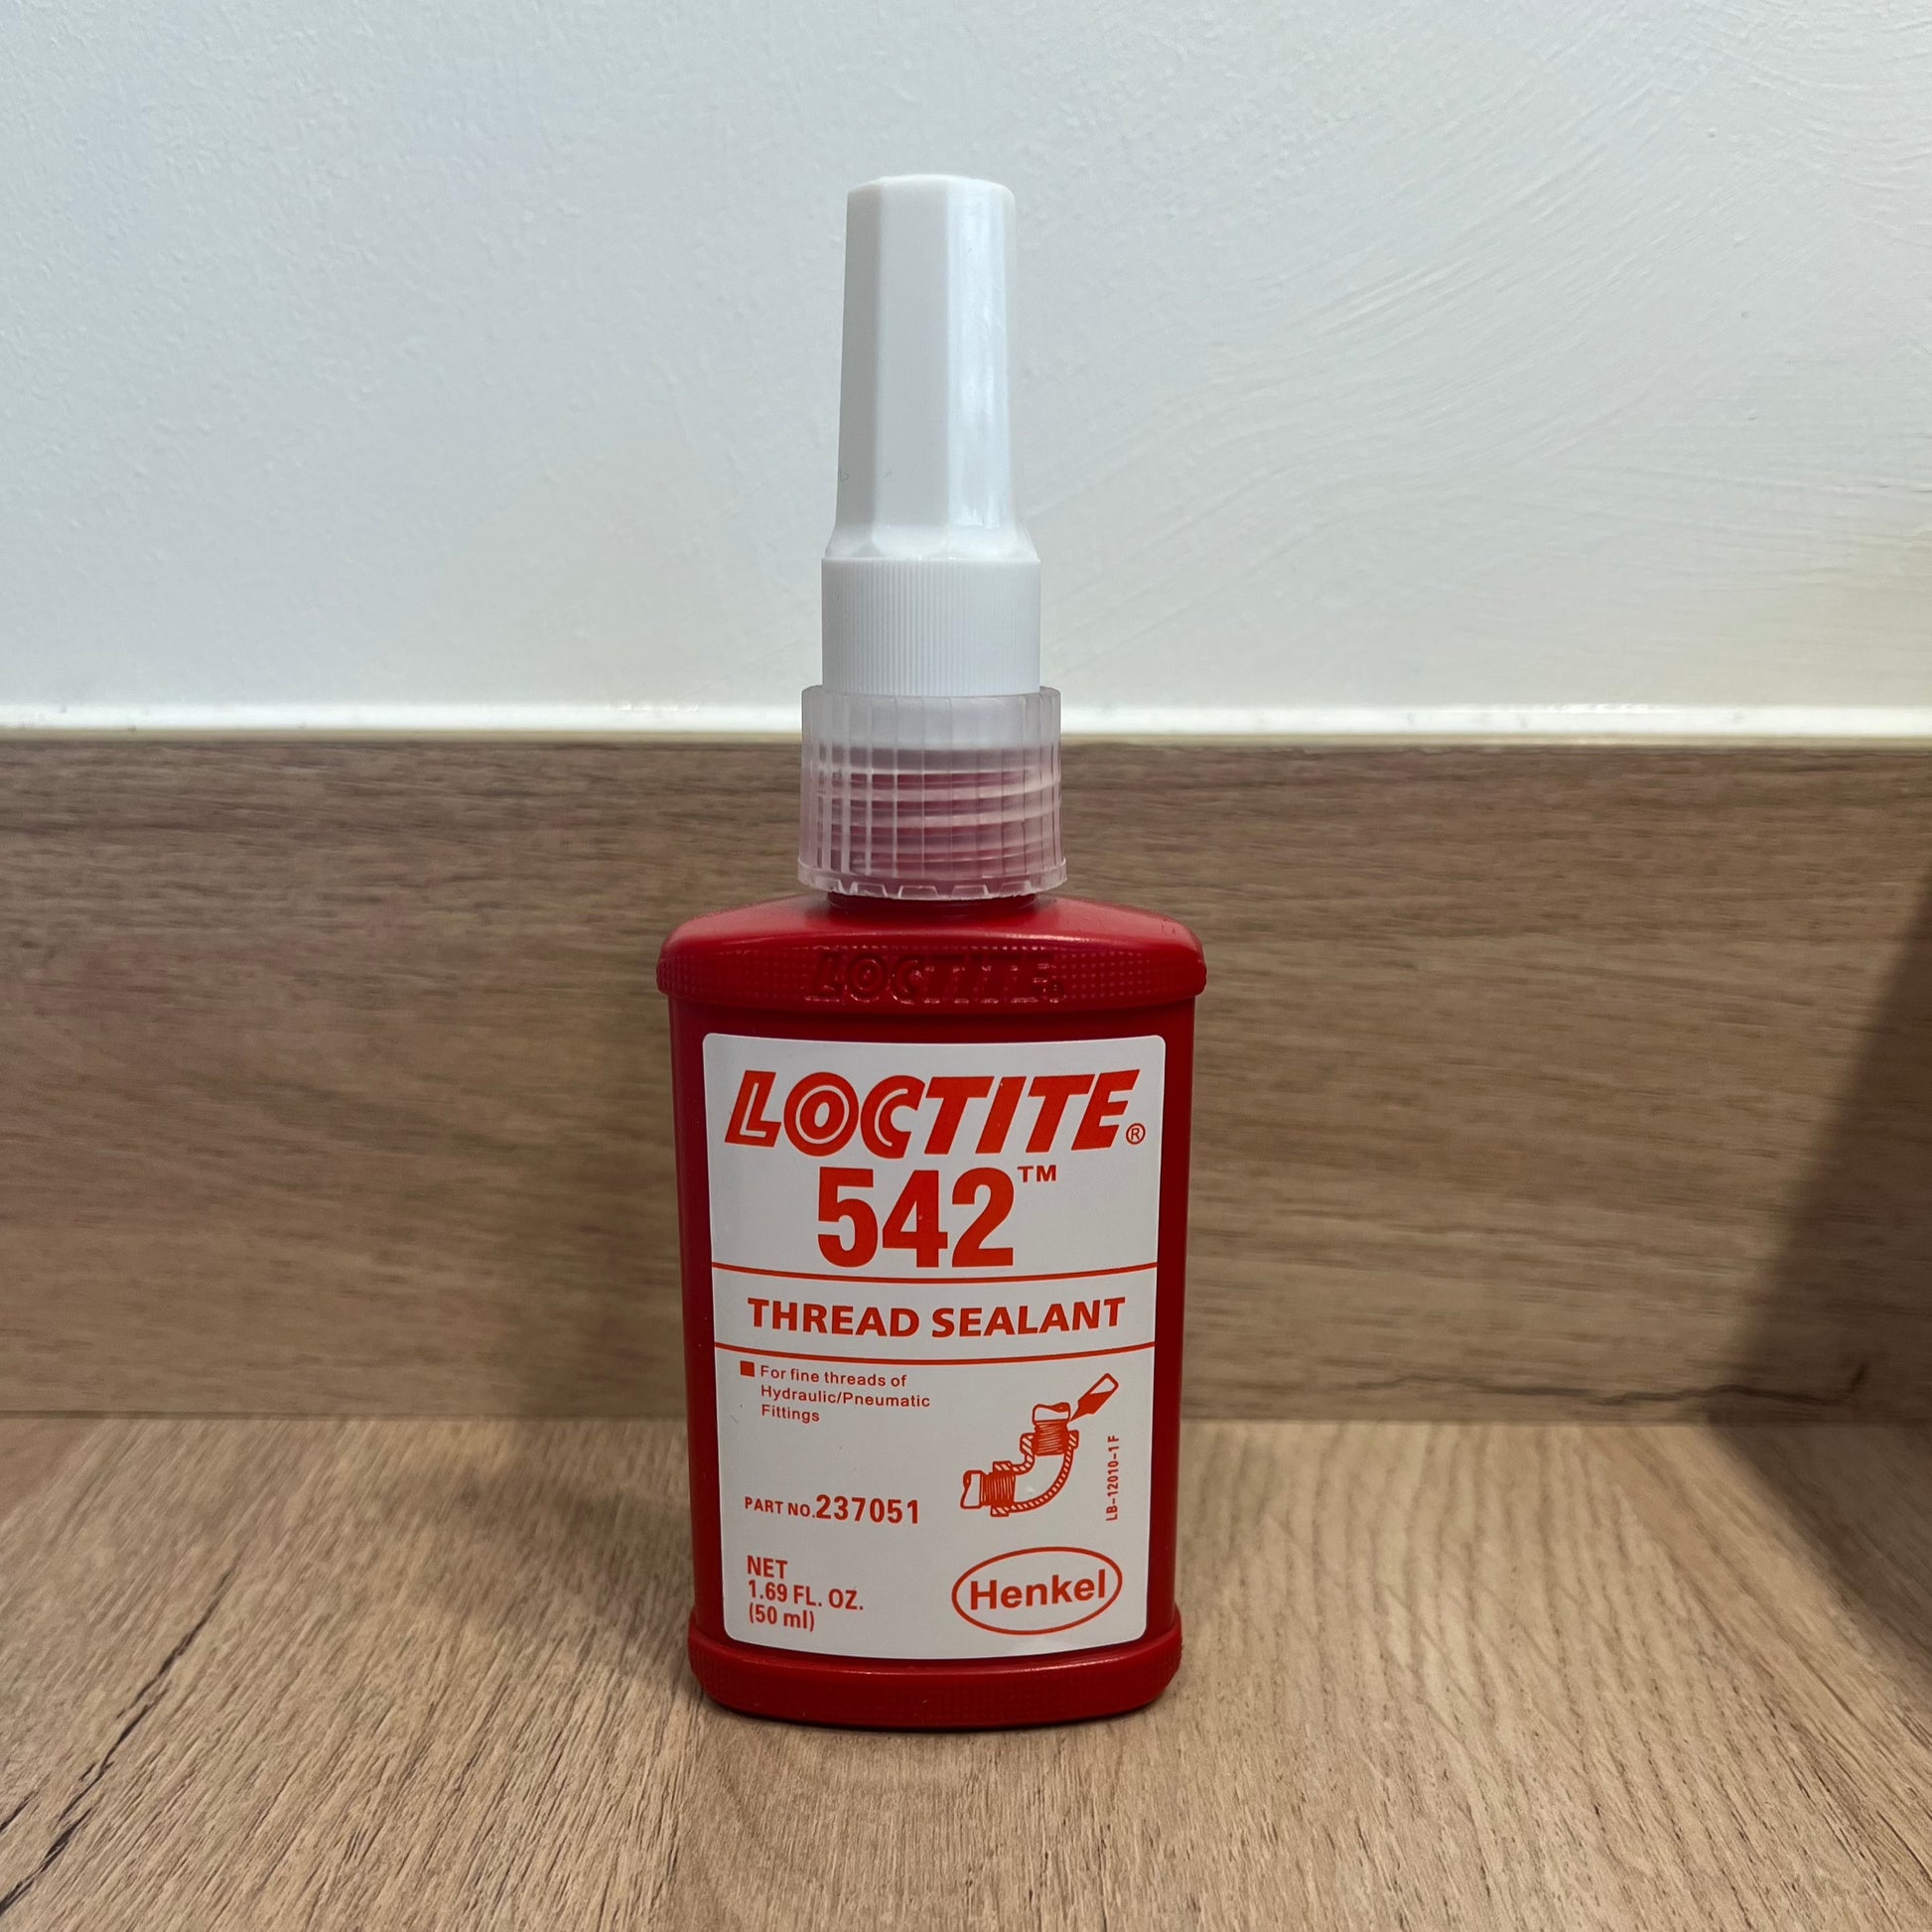 LOCTITE®
LOCTITE®
542™
THREAD SEALANT
For fine threads of
Hydraulic/Pneumatic
Fittings
LB-12010-1F
PART NO.237051
NET
1.69 FL. OZ.
(50 ml)
Henkel